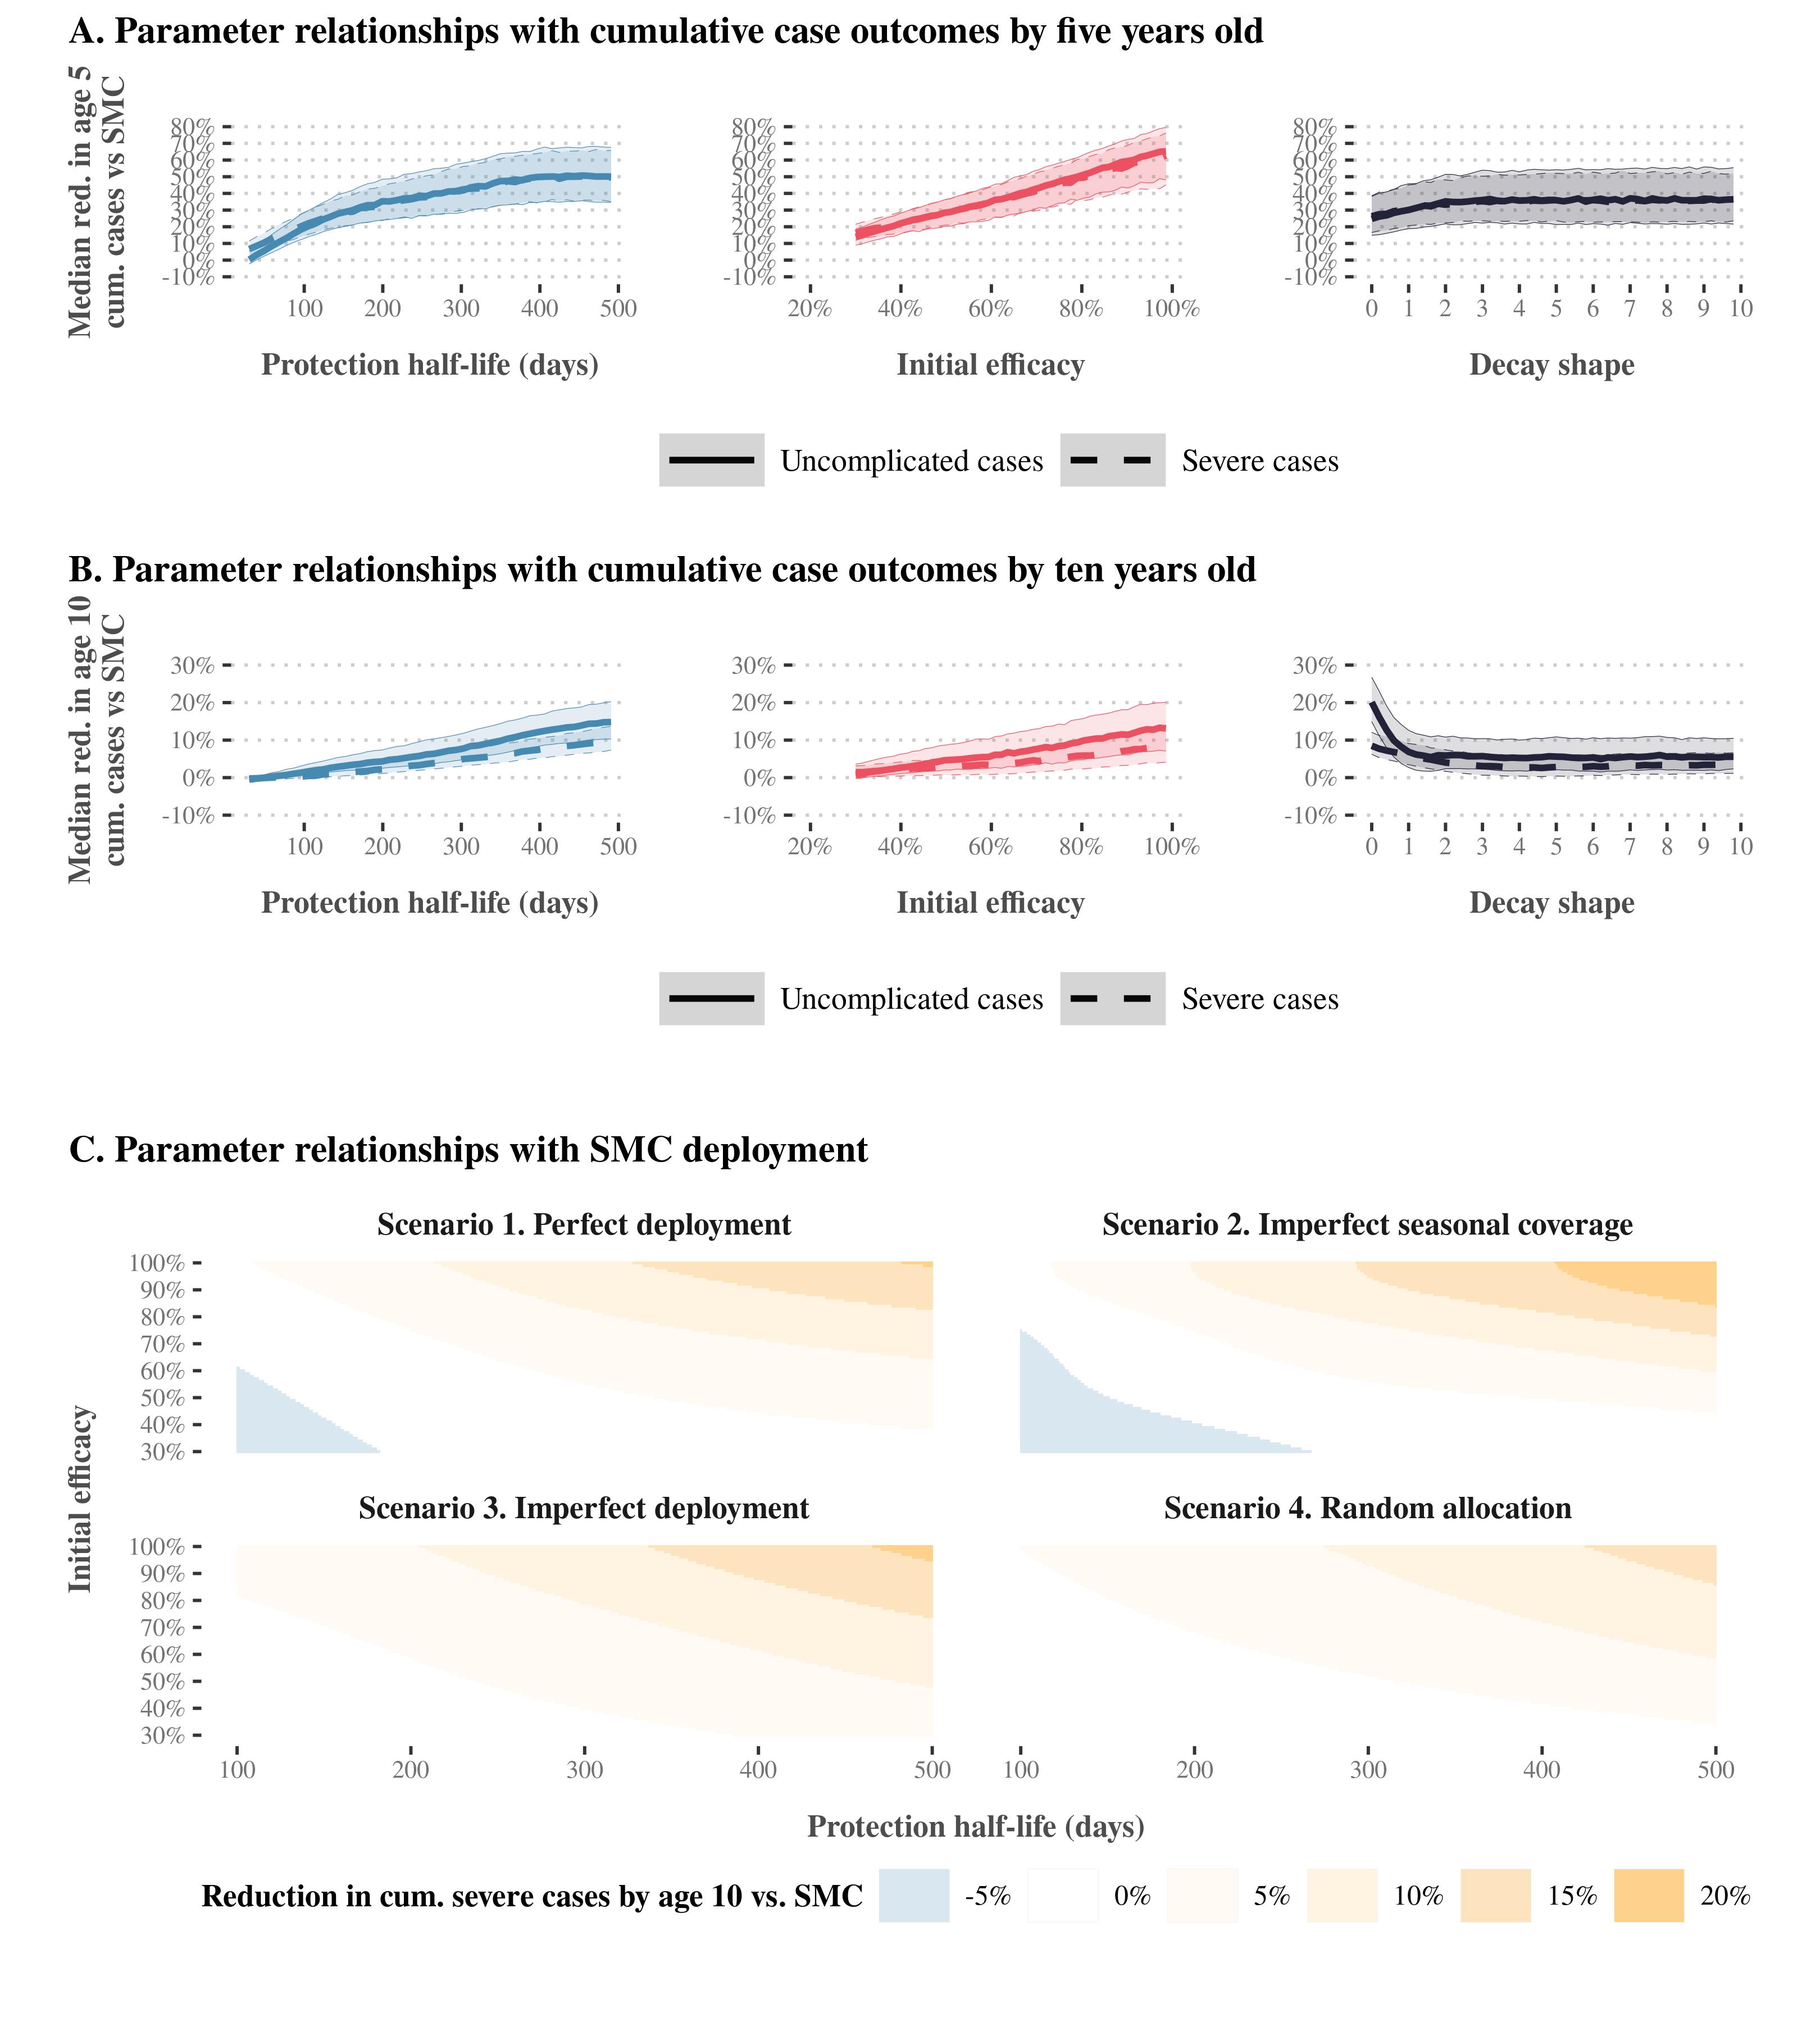 A. Parameter relationships with cumulative case outcomes by five years old
Median red. in age 5
cum. cases vs SMC
80%
70%
60%
50%
40%
30%
20%
10%
0%
-10%
100 200 300 400 500
Protection half-life (days)
80%
70%
60%
50%
40%
30%
20%
10%
0%
-10%
20% 40% 60% 80% 100%
Initial efficacy
80%
70%
60%
50%
40%
30%
20%
10%
0%
-10%
0 1 2 3 4 5 6 7 8 9 10
Decay shape
Uncomplicated cases Severe cases
B. Parameter relationships with cumulative case outcomes by ten years old
Median red. in age 10
cum. cases vs SMC
30%
20%
10%
0%
-10%
100 200 300 400 500
Protection half-life (days)
30%
20%
10%
0%
-10%
20% 40% 60% 80% 100%
Initial efficacy
30%
20%
10%
0%
-10%
0 1 2 3 4 5 6 7 8 9 10
Decay shape
Uncomplicated cases Severe cases
C. Parameter relationships with SMC deployment
Initial efficacy
Scenario 1. Perfect deployment
Scenario 2. Imperfect seasonal coverage
100%
90%
80%
70%
60%
50%
40%
30%
Scenario 3. Imperfect deployment
Scenario 4. Random allocation
100%
90%
80%
70%
60%
50%
40%
30%
100 200 300 400 500
100 200 300 400 500
Protection half-life (days)
Reduction in cum. severe cases by age 10 vs. SMC -5% 0% 5% 10% 15% 20%